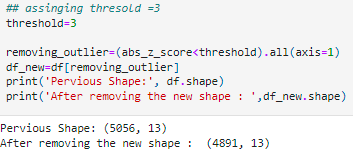 ## assinging thresold =3
threshold=3
removing_outlier=(abs_z_score<threshold).all(axis=1)
df_new=df[removing_outlier]
print('Pervious Shape:', df.shape)
print('After removing the new shape : ',df_new.shape)
Pervious Shape: (5056, 13)
After removing the new shape :  (4891, 13)